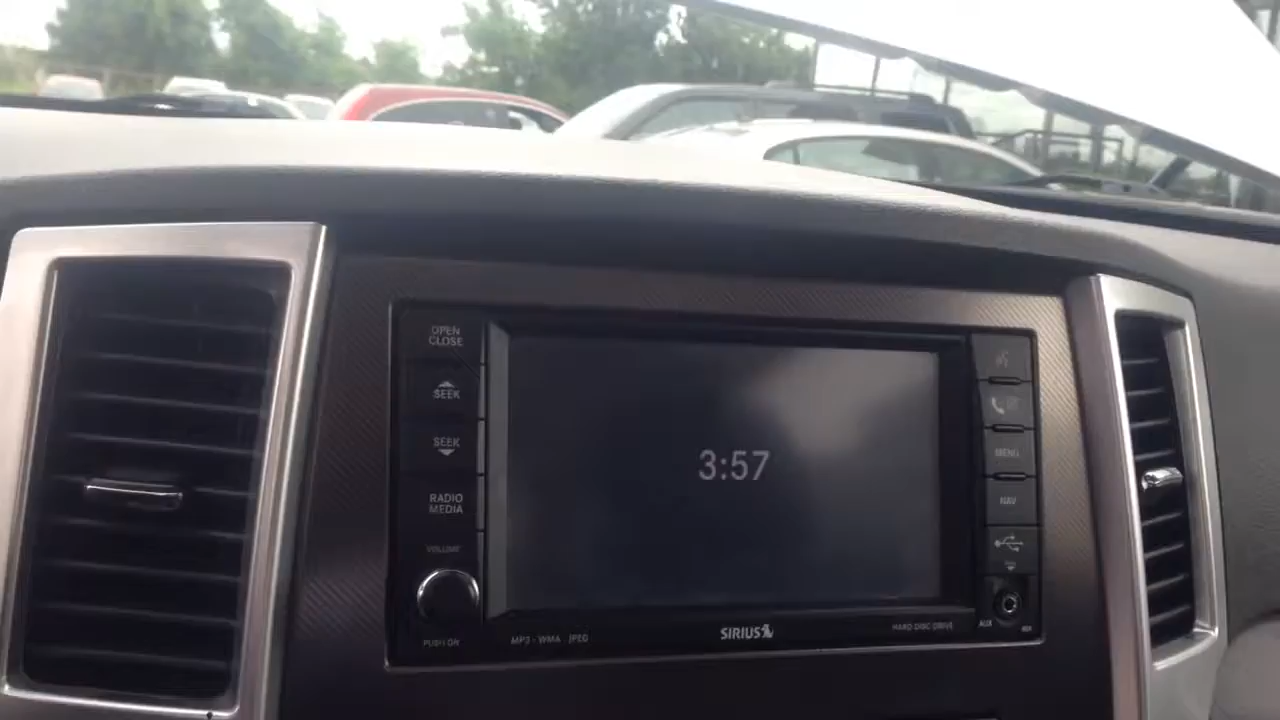 OPEN
CLOSE
SEEK
SEEK
RADIO
MEDIA
VOLUME
PUSH ON
3:57
MENU
NAV
AUX
MP3 - WMA JPEG
SIRIUS
HARD DISC DRIVE